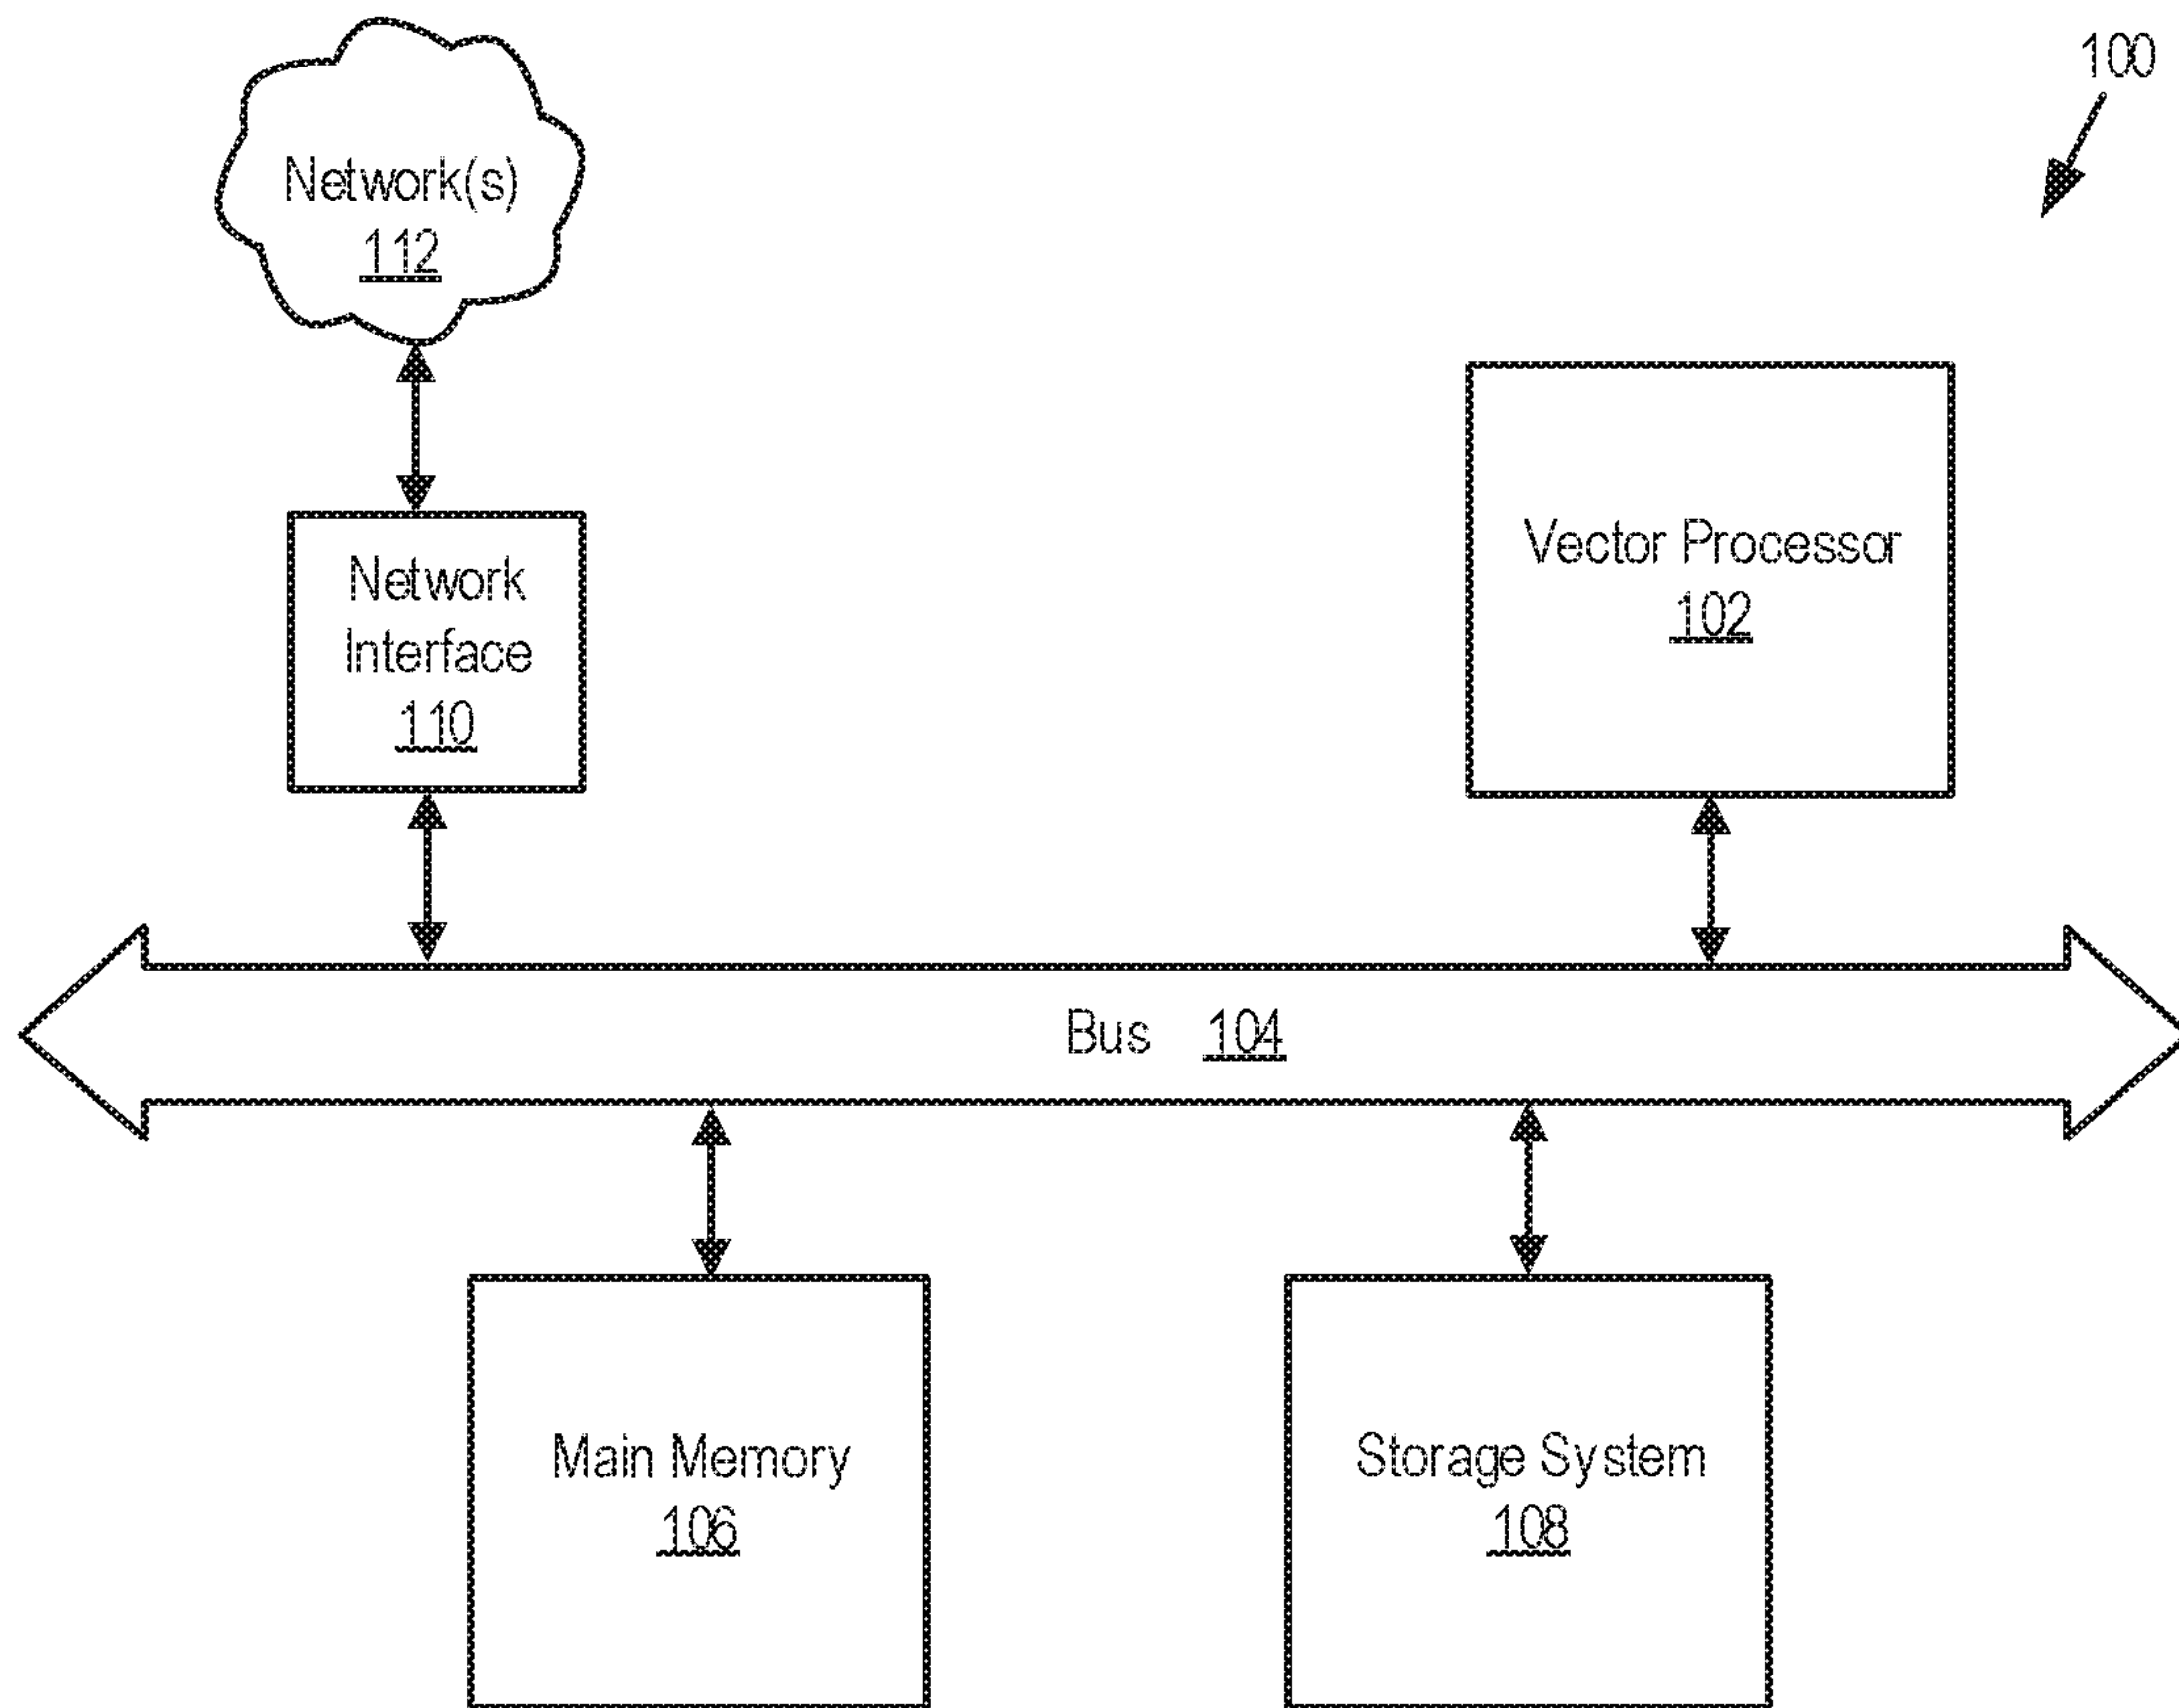 100
Network(s)
112
Network
Interface
110
Vector Processor
102
Bus 104
Main Memory
106
Storage System
108